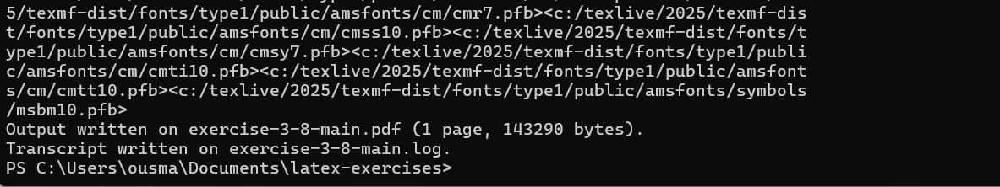 5/texmf-dist/fonts/type1/public/amsfonts/cm/cmr7.pfb><c:/texlive/2025/texmf-dis
t/fonts/type1/public/amsfonts/cm/cmss10.pfb><c:/texlive/2025/texmf-dist/fonts/t
ype1/public/amsfonts/cm/cmsy7.pfb><c:/texlive/2025/texmf-dist/fonts/type1/publi
c/amsfonts/cm/cmti10.pfb><c:/texlive/2025/texmf-dist/fonts/type1/public/amsfont
s/cm/cmtt10.pfb><c:/texlive/2025/texmf-dist/fonts/type1/public/amsfonts/symbols
/msbm10.pfb>
Output written on exercise-3-8-main.pdf (1 page, 143290 bytes).
Transcript written on exercise-3-8-main.log.
PS C:\Users\ousma\Documents\latex-exercises>